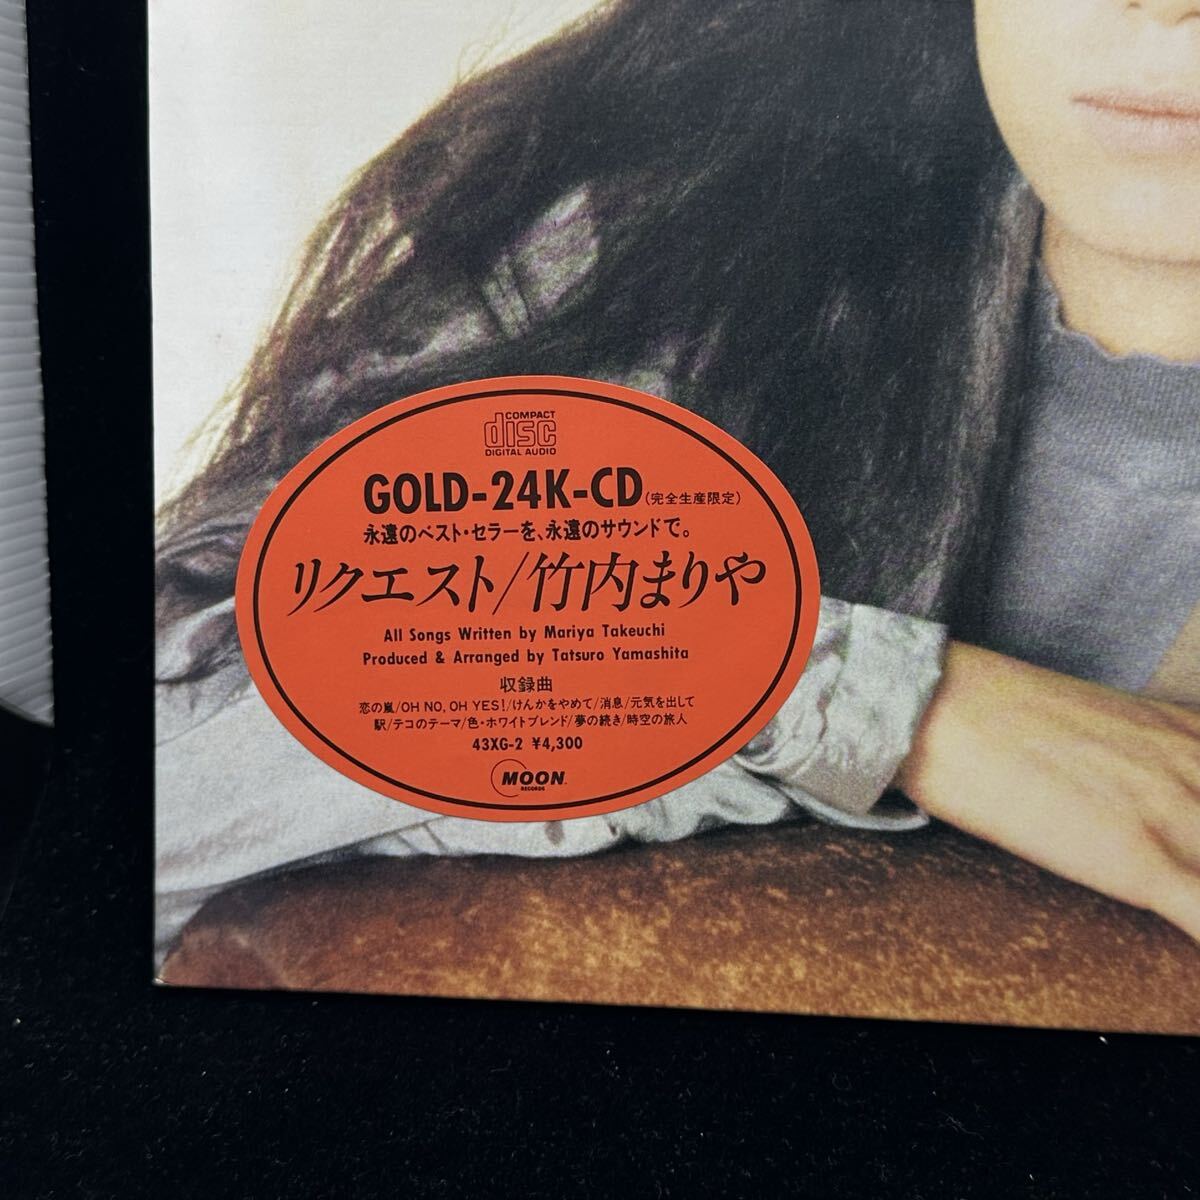 COMPACT
disc
DIGITAL AUDIO
GOLD-24K-CD(完全生産限定)
永遠のベスト・セラーを、永遠のサウンドで。
リクエスト/竹内まりや
All Songs Written by Mariya Takeuchi
Produced & Arranged by Tatsuro Yamashita
収録曲
恋の嵐/OH NO, OH YES!/けんかをやめて/消息/元気を出して
駅/テコのテーマ/色・ホワイトブレンド/夢の続き/時空の旅人
43XG-2 ¥4,300
MOON
RECORDS